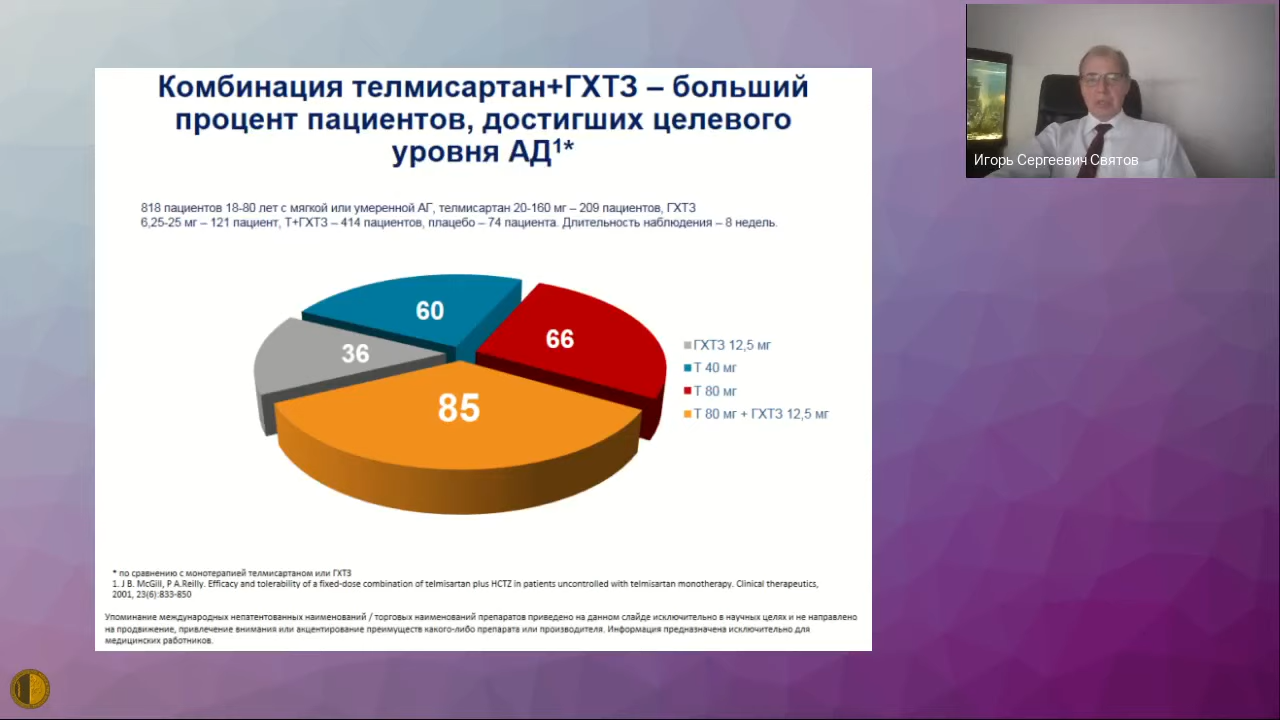 Комбинация телмисартан+ГХТЗ – больший
процент пациентов, достигших целевого
уровня АД¹*
818 пациентов 18-80 лет с мягкой или умеренной АГ, телмисартан 20-160 мг – 209 пациентов, ГХТЗ
6,25-25 мг – 121 пациент, Т+ГХТЗ – 414 пациентов, плацебо – 74 пациента. Длительность наблюдения – 8 недель.
60
66
36
85
ГХТЗ 12,5 мг
Т 40 мг
Т 80 мг
Т 80 мг + ГХТЗ 12,5 мг
* по сравнению с монотерапией телмисартаном или ГХТЗ
1. J B. McGill, P A.Reilly. Efficacy and tolerability of a fixed-dose combination of telmisartan plus HCTZ in patients uncontrolled with telmisartan monotherapy. Clinical therapeutics,
2001, 23(6):833-850
Упоминание международных непатентованных наименований / торговых наименований препаратов приведено на данном слайде исключительно в научных целях и не направлено
на продвижение, привлечение внимания или акцентирование преимуществ какого-либо препарата или производителя. Информация предназначена исключительно для
медицинских работников.
Игорь Сергеевич Святов